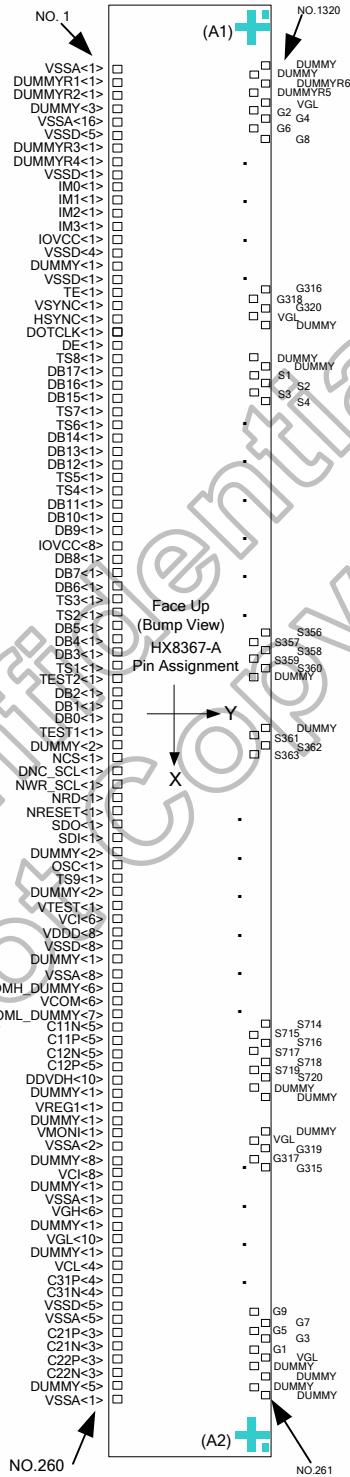 NO. 1
(A1)
NO.1320
VSSA<1>
DUMMYR1<1>
DUMMYR2<1>
DUMMY<3>
VSSA<16>
VSSD<5>
DUMMYR3<1>
DUMMYR4<1>
VSSD<1>
IM0<1>
IM1<1>
IM2<1>
IM3<1>
IOVCC<1>
VSSD<4>
DUMMY<1>
VSSD<1>
TE<1>
VSYNC<1>
HSYNC<1>
DOTCLK<1>
DE<1>
TS8<1>
DB17<1>
DB16<1>
DB15<1>
TS7<1>
TS6<1>
DB14<1>
DB13<1>
DB12<1>
TS5<1>
TS4<1>
DB11<1>
DB10<1>
DB9<1>
IOVCC<8>
DB8<1>
DB7<1>
DB6<1>
TS3<1>
TS2<1>
DB5<1>
DB4<1>
DB3<1>
TS1<1>
TEST2<1>
DB2<1>
DB1<1>
DB0<1>
TEST1<1>
DUMMY<2>
NCS<1>
DNC_SCL<1>
NWR_SCL<1>
NRD<1>
NRESET<1>
SDO<1>
SDI<1>
DUMMY<2>
OSC<1>
TS9<1>
DUMMY<2>
VTEST<1>
VCI<6>
VDDD<8>
VSSD<8>
DUMMY<1>
VSSA<8>
OMH_DUMMY<6>
VCOM<6>
OML_DUMMY<7>
C11N<5>
C11P<5>
C12N<5>
C12P<5>
DDVDH<10>
DUMMY<1>
VREG1<1>
DUMMY<1>
VMONI<1>
VSSA<2>
DUMMY<8>
VCI<8>
DUMMY<1>
VSSA<1>
VGH<6>
DUMMY<1>
VGL<10>
DUMMY<1>
VCL<4>
C31P<4>
C31N<4>
VSSD<5>
VSSA<5>
C21P<3>
C21N<3>
C22P<3>
C22N<3>
DUMMY<5>
VSSA<1>
NO.260
Face Up
(Bump View)
HX8367-A
Pin Assignment
Y
X
DUMMY
DUMMY
DUMMYR6
DUMMYR5
VGL
G2
G4
G6
G8
G316
G318
G320
VGL
DUMMY
DUMMY
DUMMY
S1
S2
S3
S4
S356
S357
S358
S359
S360
DUMMY
DUMMY
S361
S362
S363
S714
S715
S716
S717
S718
S719
S720
DUMMY
DUMMY
DUMMY
VGL
G319
G317
G315
G9
G7
G5
G3
G1
VGL
DUMMY
DUMMY
DUMMY
DUMMY
(A2)
NO.261
Confidential
Not Copy